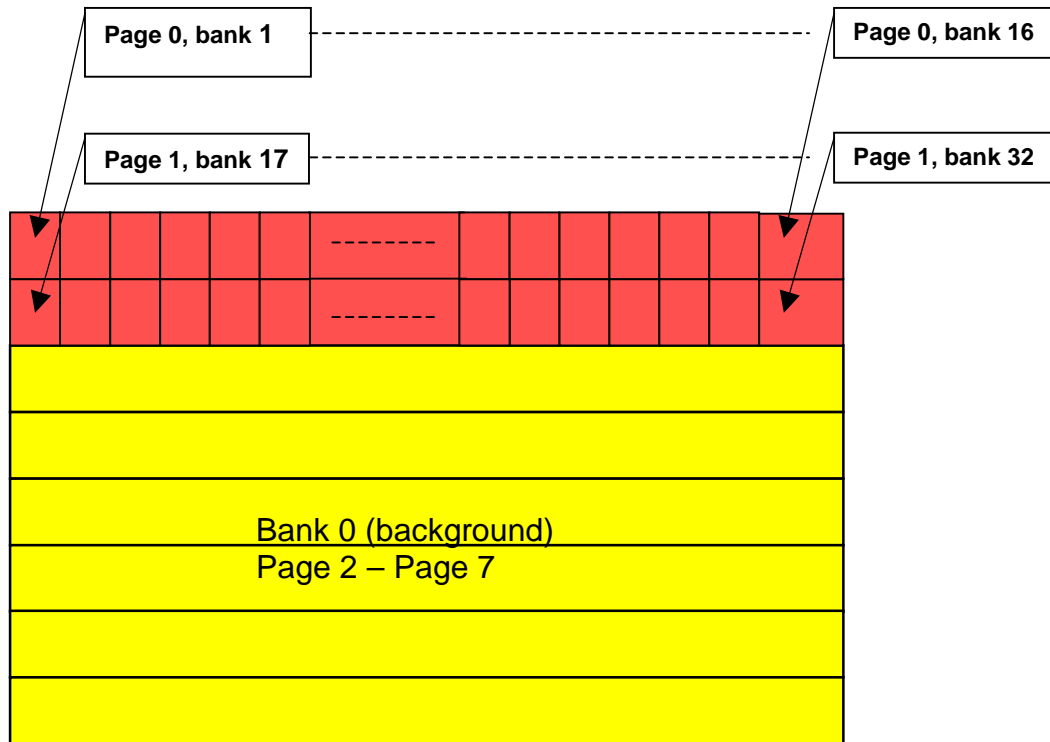 Page 0, bank 1
Page 0, bank 16
Page 1, bank 17
Page 1, bank 32
Bank 0 (background)
Page 2 – Page 7